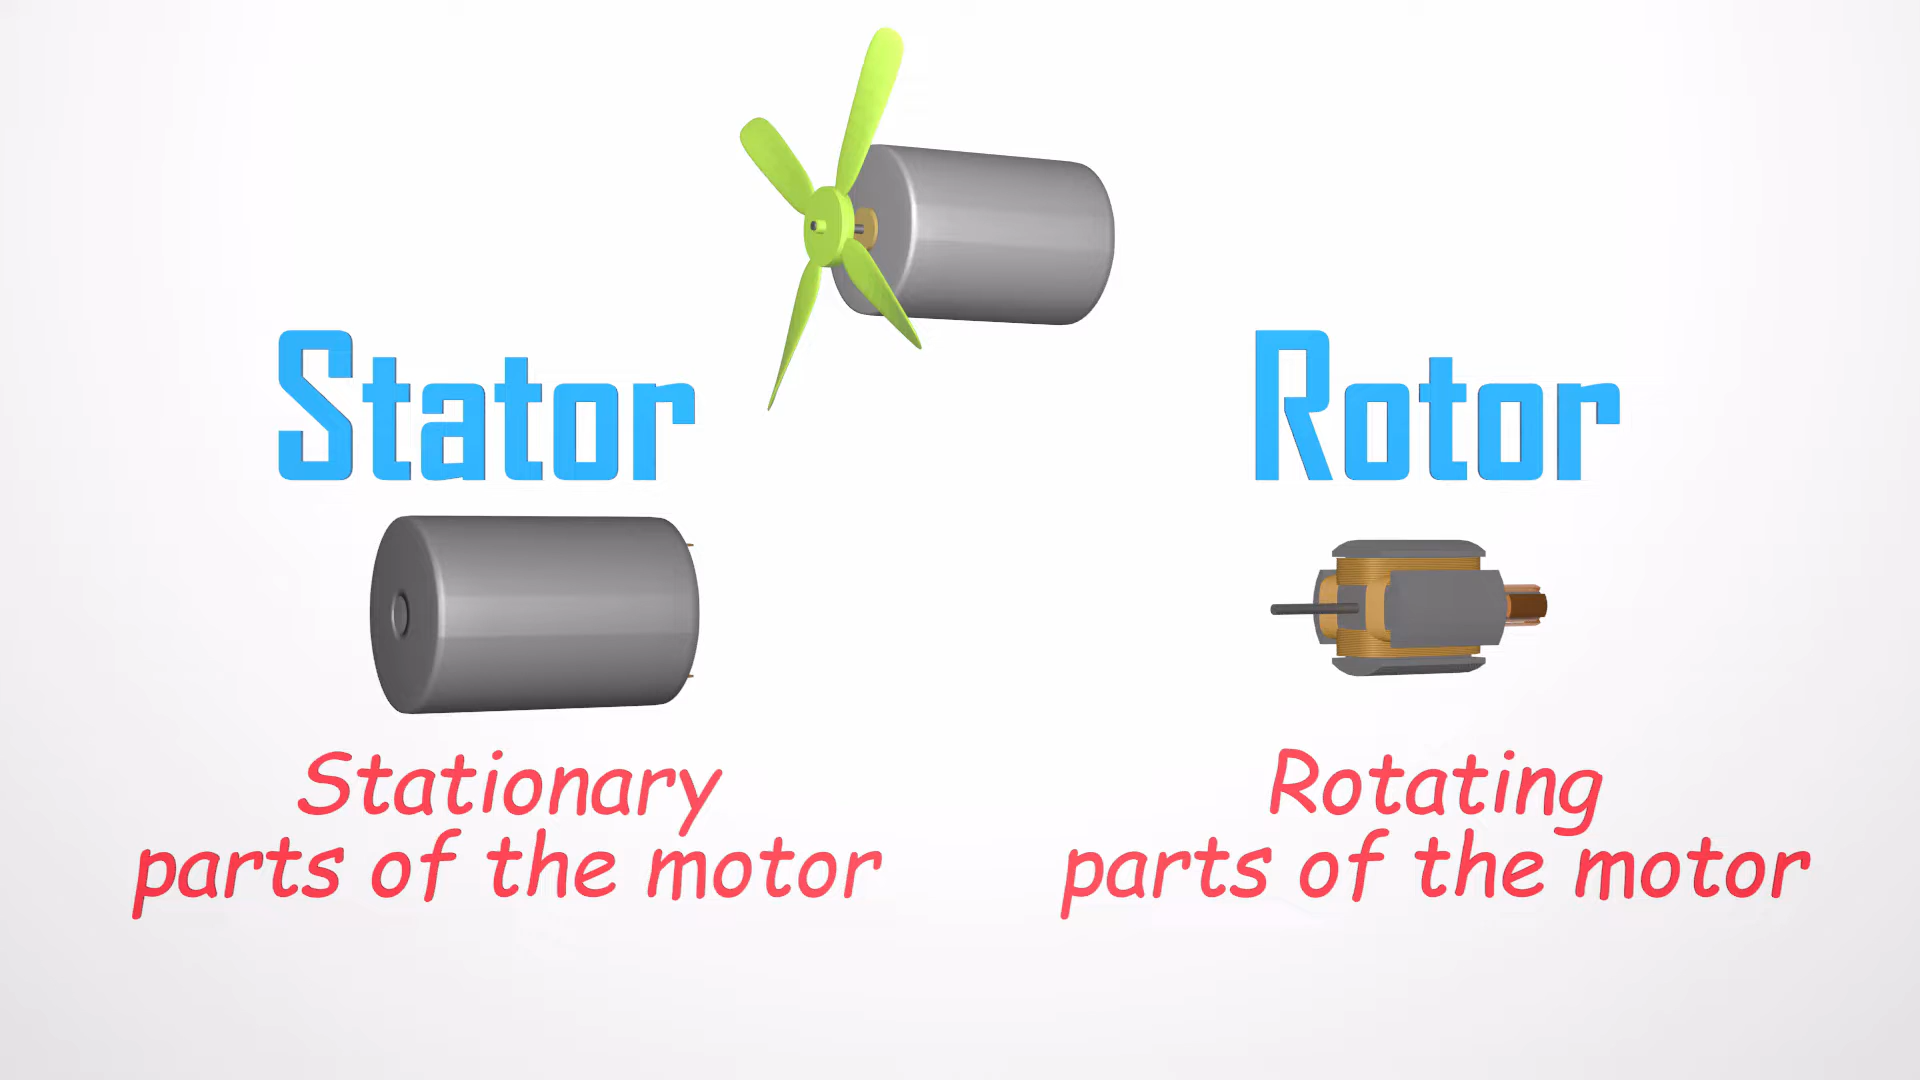 Stator
Rotor
Stationary
parts of the motor
Rotating
parts of the motor